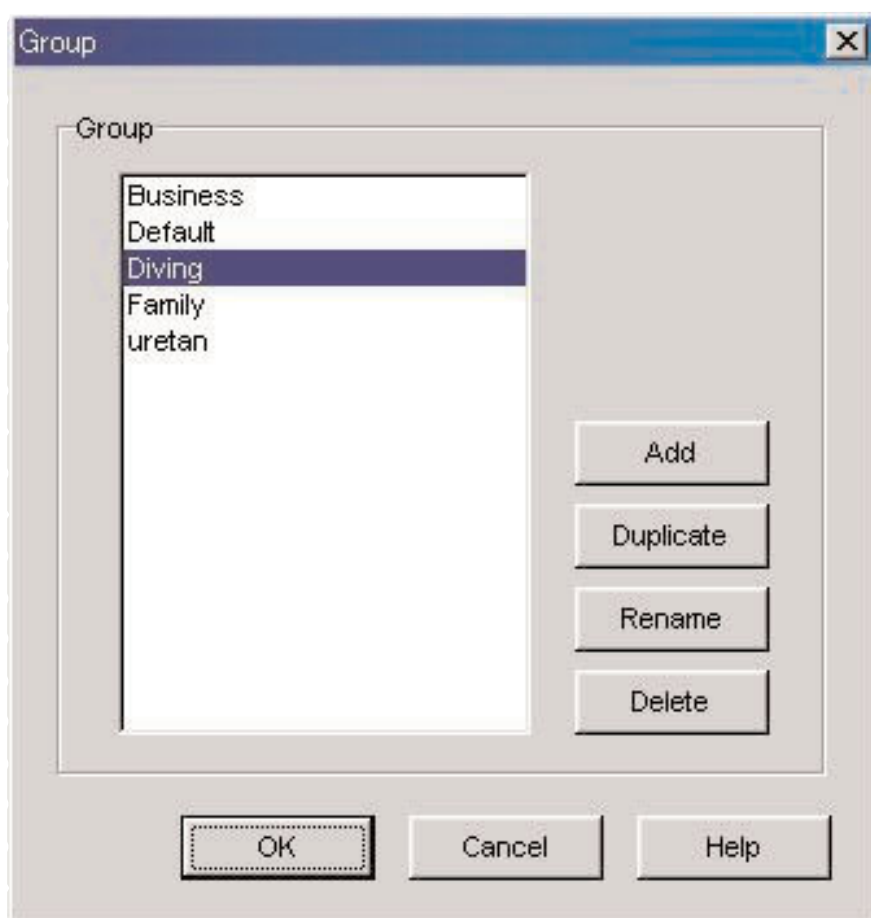 Group
Group
Business
Default
Diving
Family
uretan
Add
Duplicate
Rename
Delete
OK
Cancel
Help